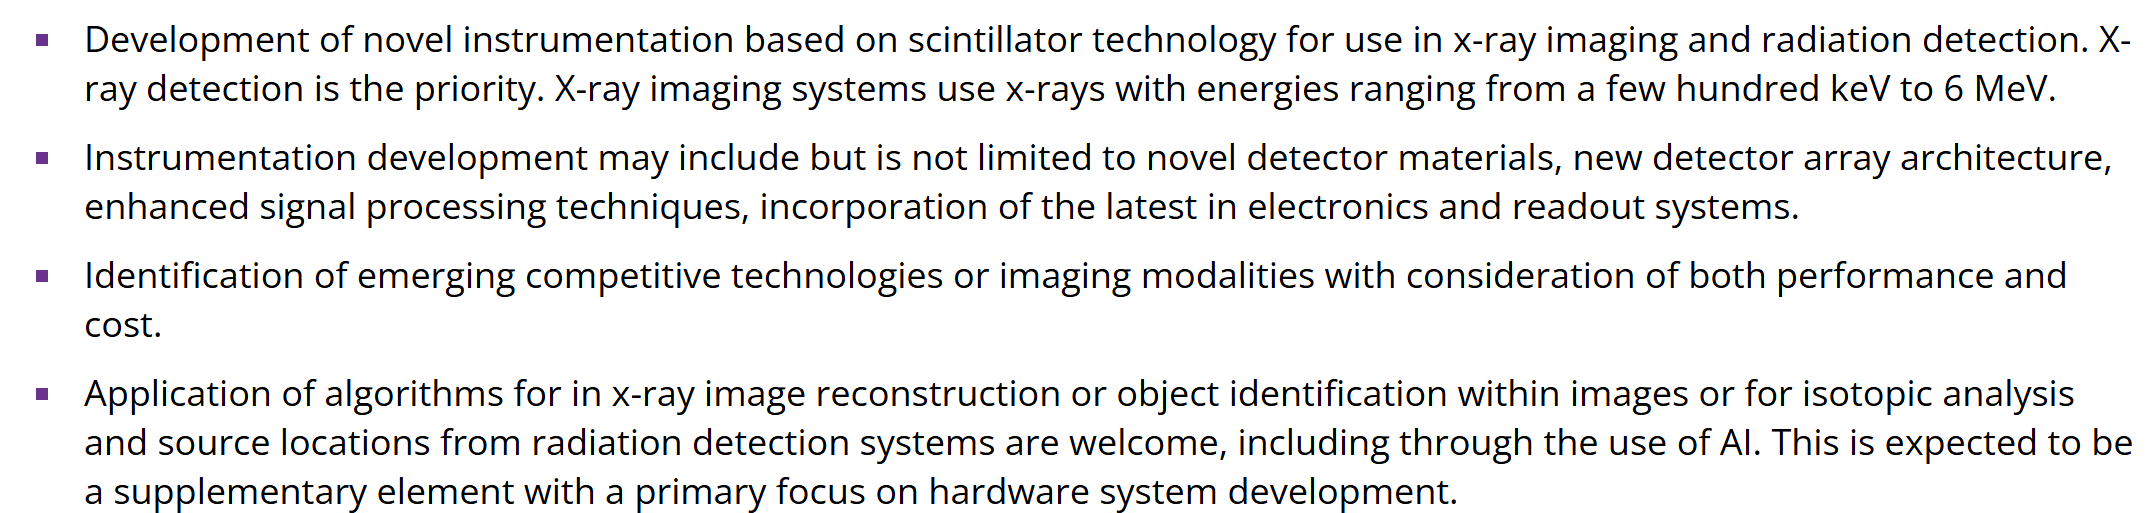 Development of novel instrumentation based on scintillator technology for use in x-ray imaging and radiation detection. X-
ray detection is the priority. X-ray imaging systems use x-rays with energies ranging from a few hundred keV to 6 MeV.
Instrumentation development may include but is not limited to novel detector materials, new detector array architecture,
enhanced signal processing techniques, incorporation of the latest in electronics and readout systems.
Identification of emerging competitive technologies or imaging modalities with consideration of both performance and
cost.
Application of algorithms for in x-ray image reconstruction or object identification within images or for isotopic analysis
and source locations from radiation detection systems are welcome, including through the use of AI. This is expected to be
a supplementary element with a primary focus on hardware system development.